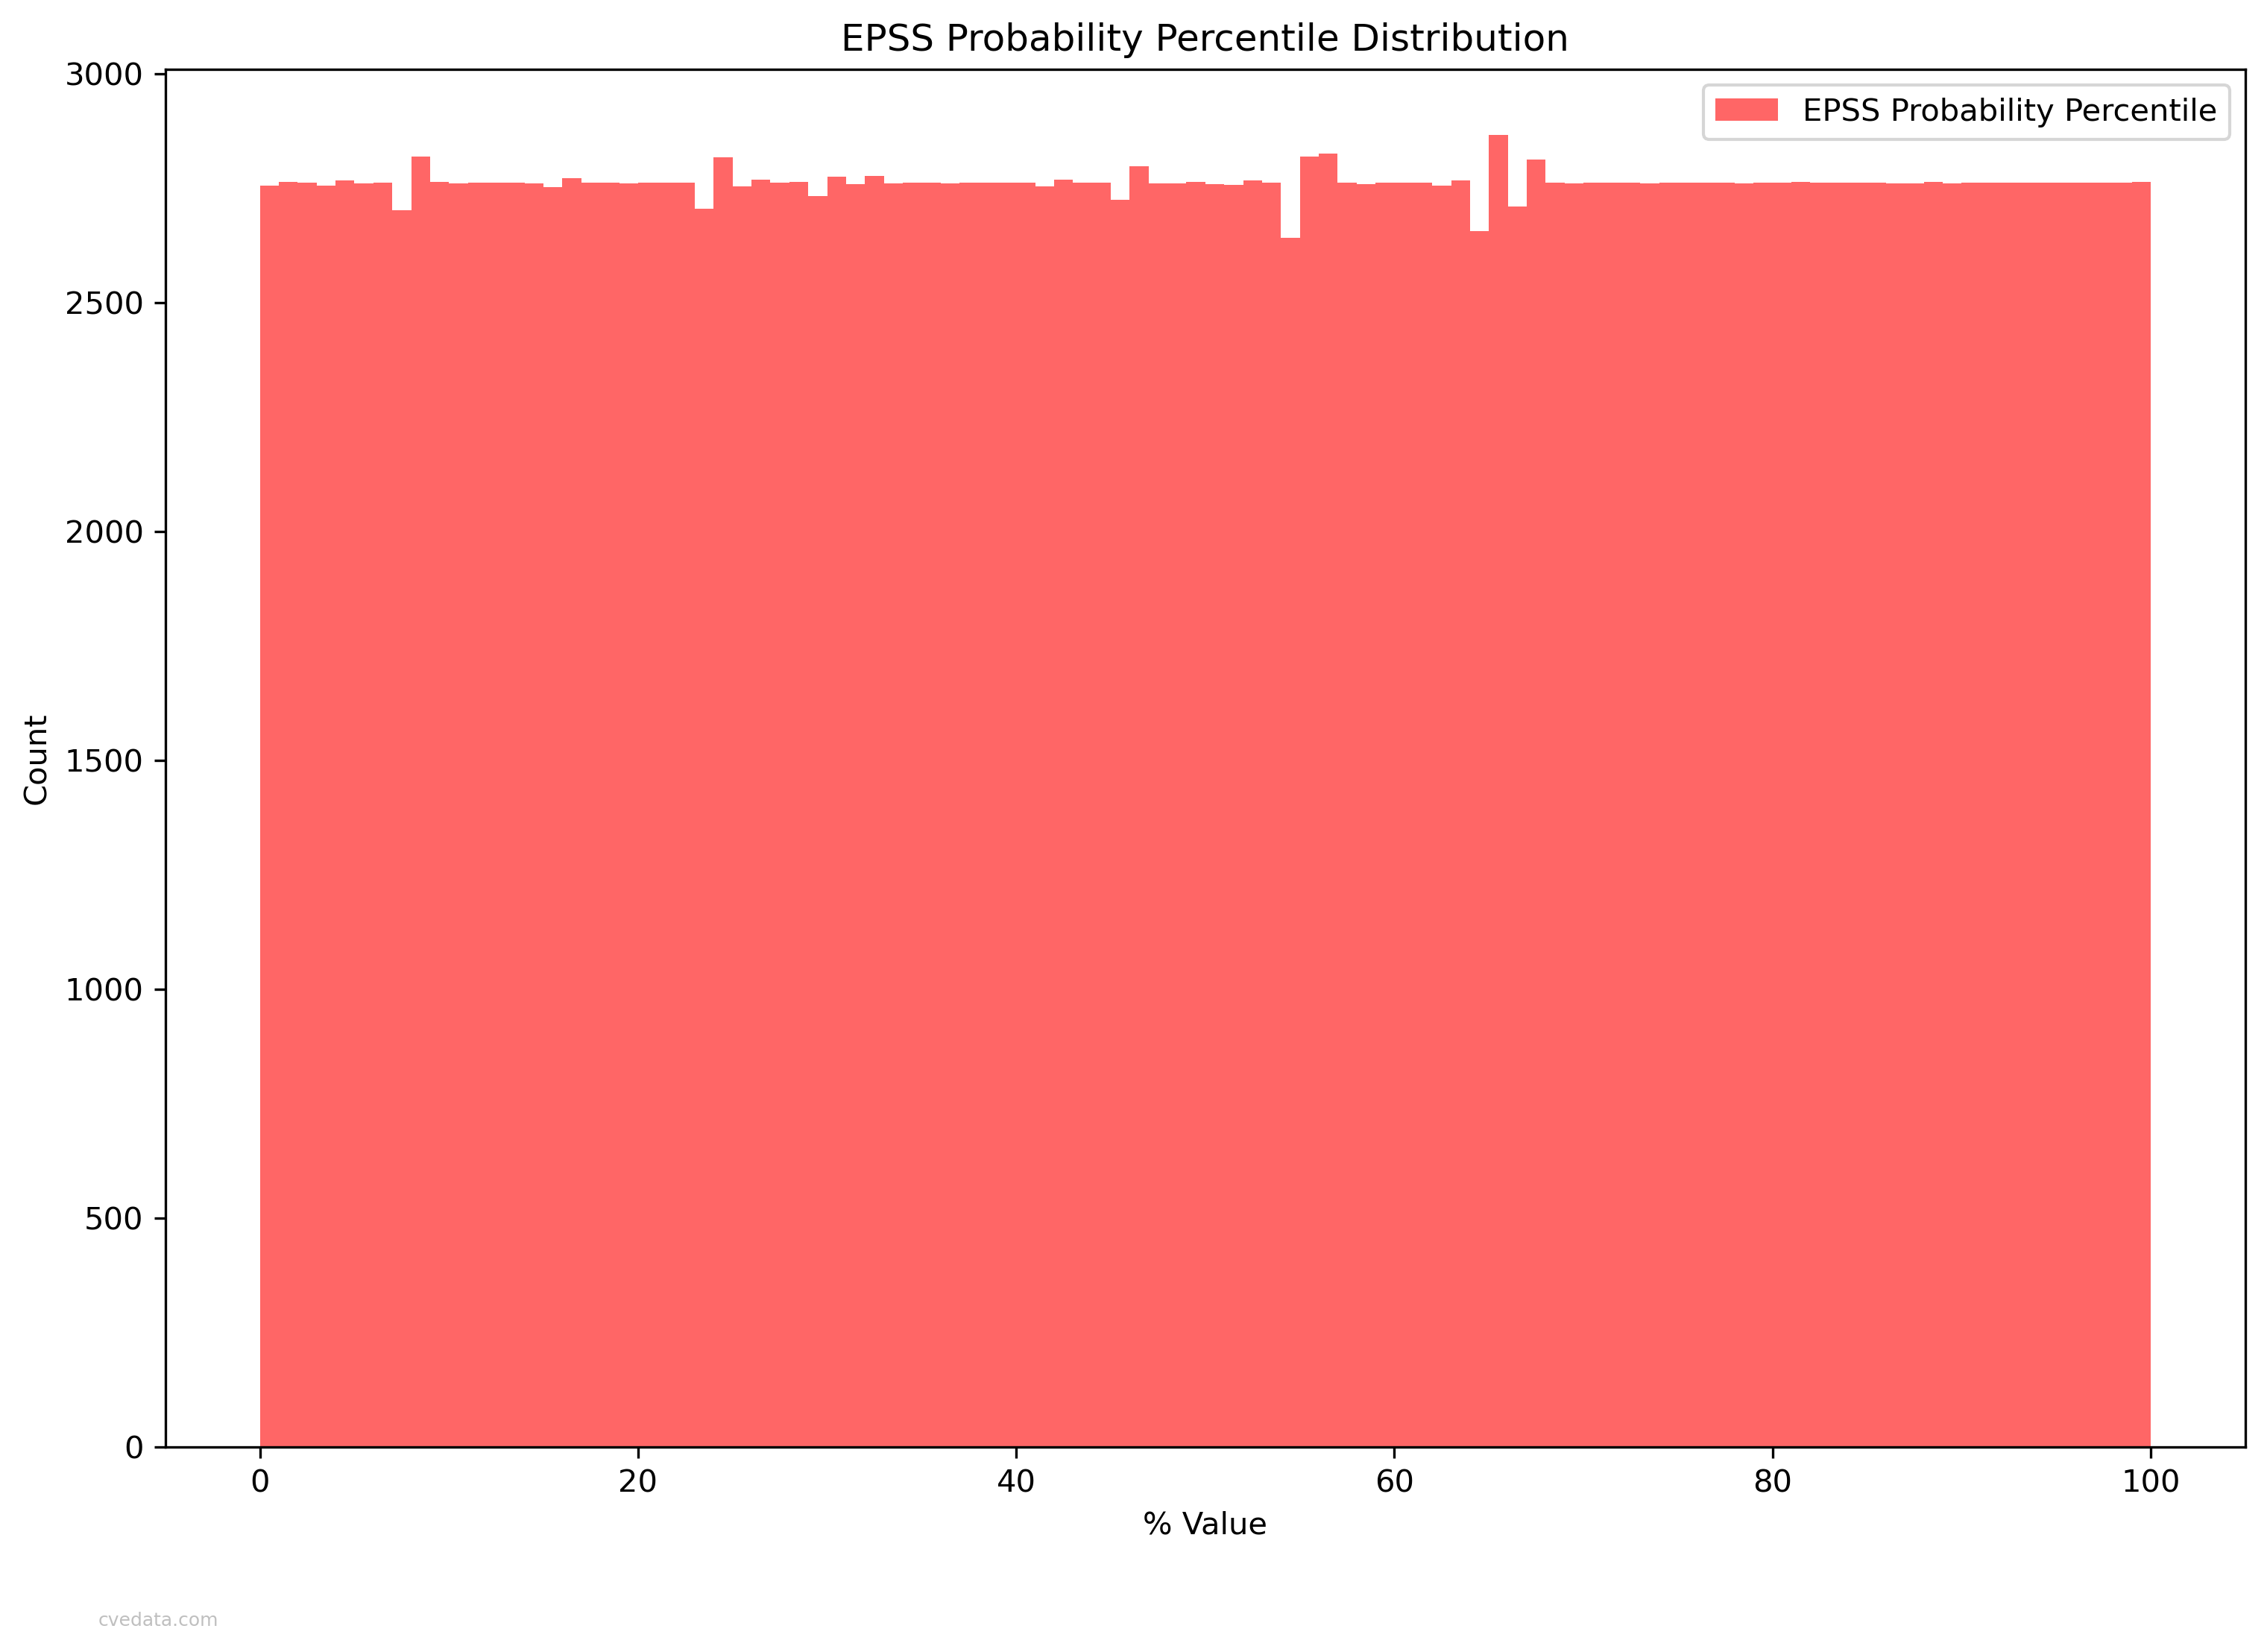 EPSS Probability Percentile Distribution
3000
2500
2000
1500
1000
500
0
Count
EPSS Probability Percentile
0 20 40 60 80 100
% Value
cvedata.com